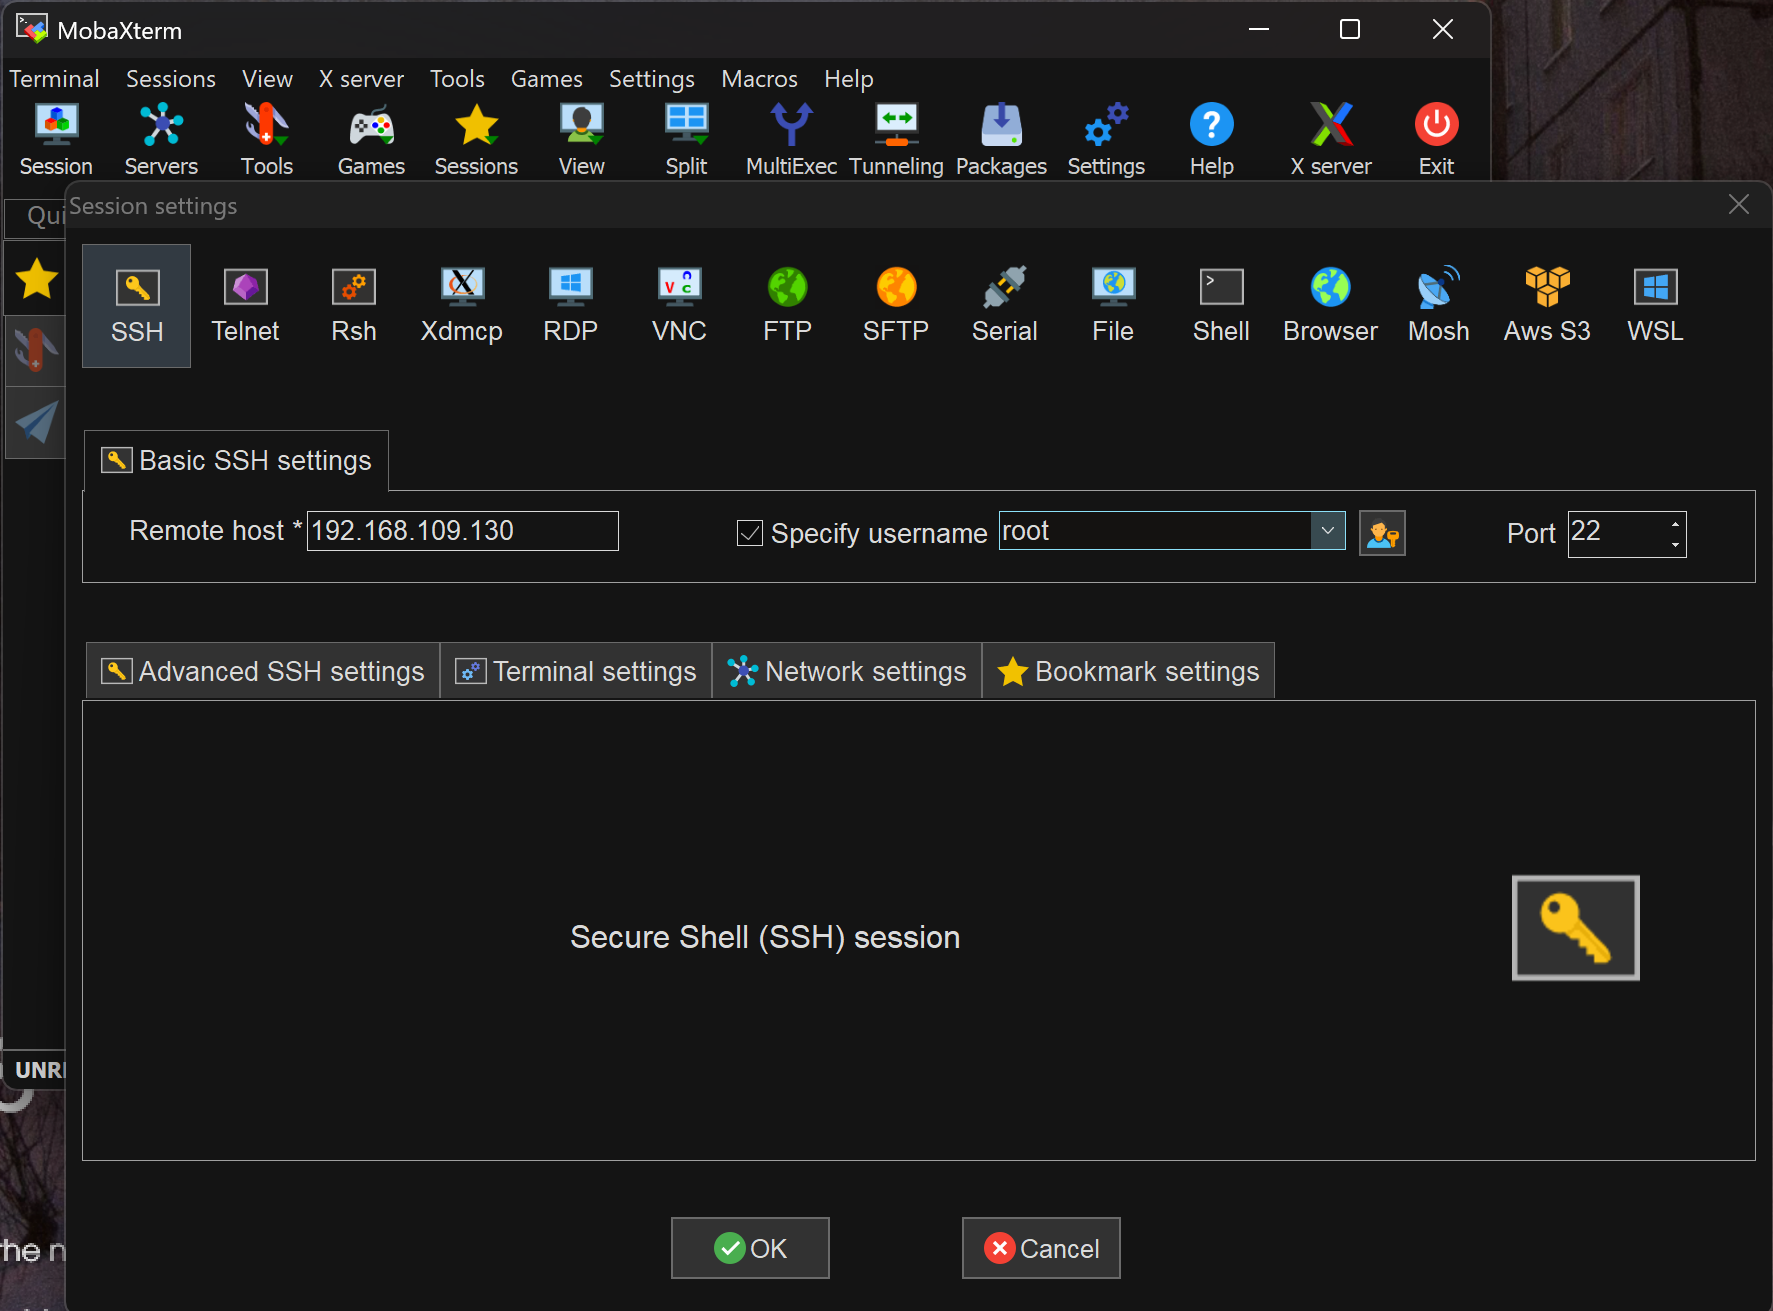 MobaXterm
Terminal Sessions View X server Tools Games Settings Macros Help
Session Servers Tools Games Sessions View Split MultiExec Tunneling Packages Settings Help X server Exit
Qui
Session settings
SSH Telnet Rsh Xdmcp RDP VNC FTP SFTP Serial File Shell Browser Mosh Aws S3 WSL
Basic SSH settings
Remote host * 192.168.109.130 Specify username root Port 22
Advanced SSH settings Terminal settings Network settings Bookmark settings
Secure Shell (SSH) session
UNR
he n
OK Cancel